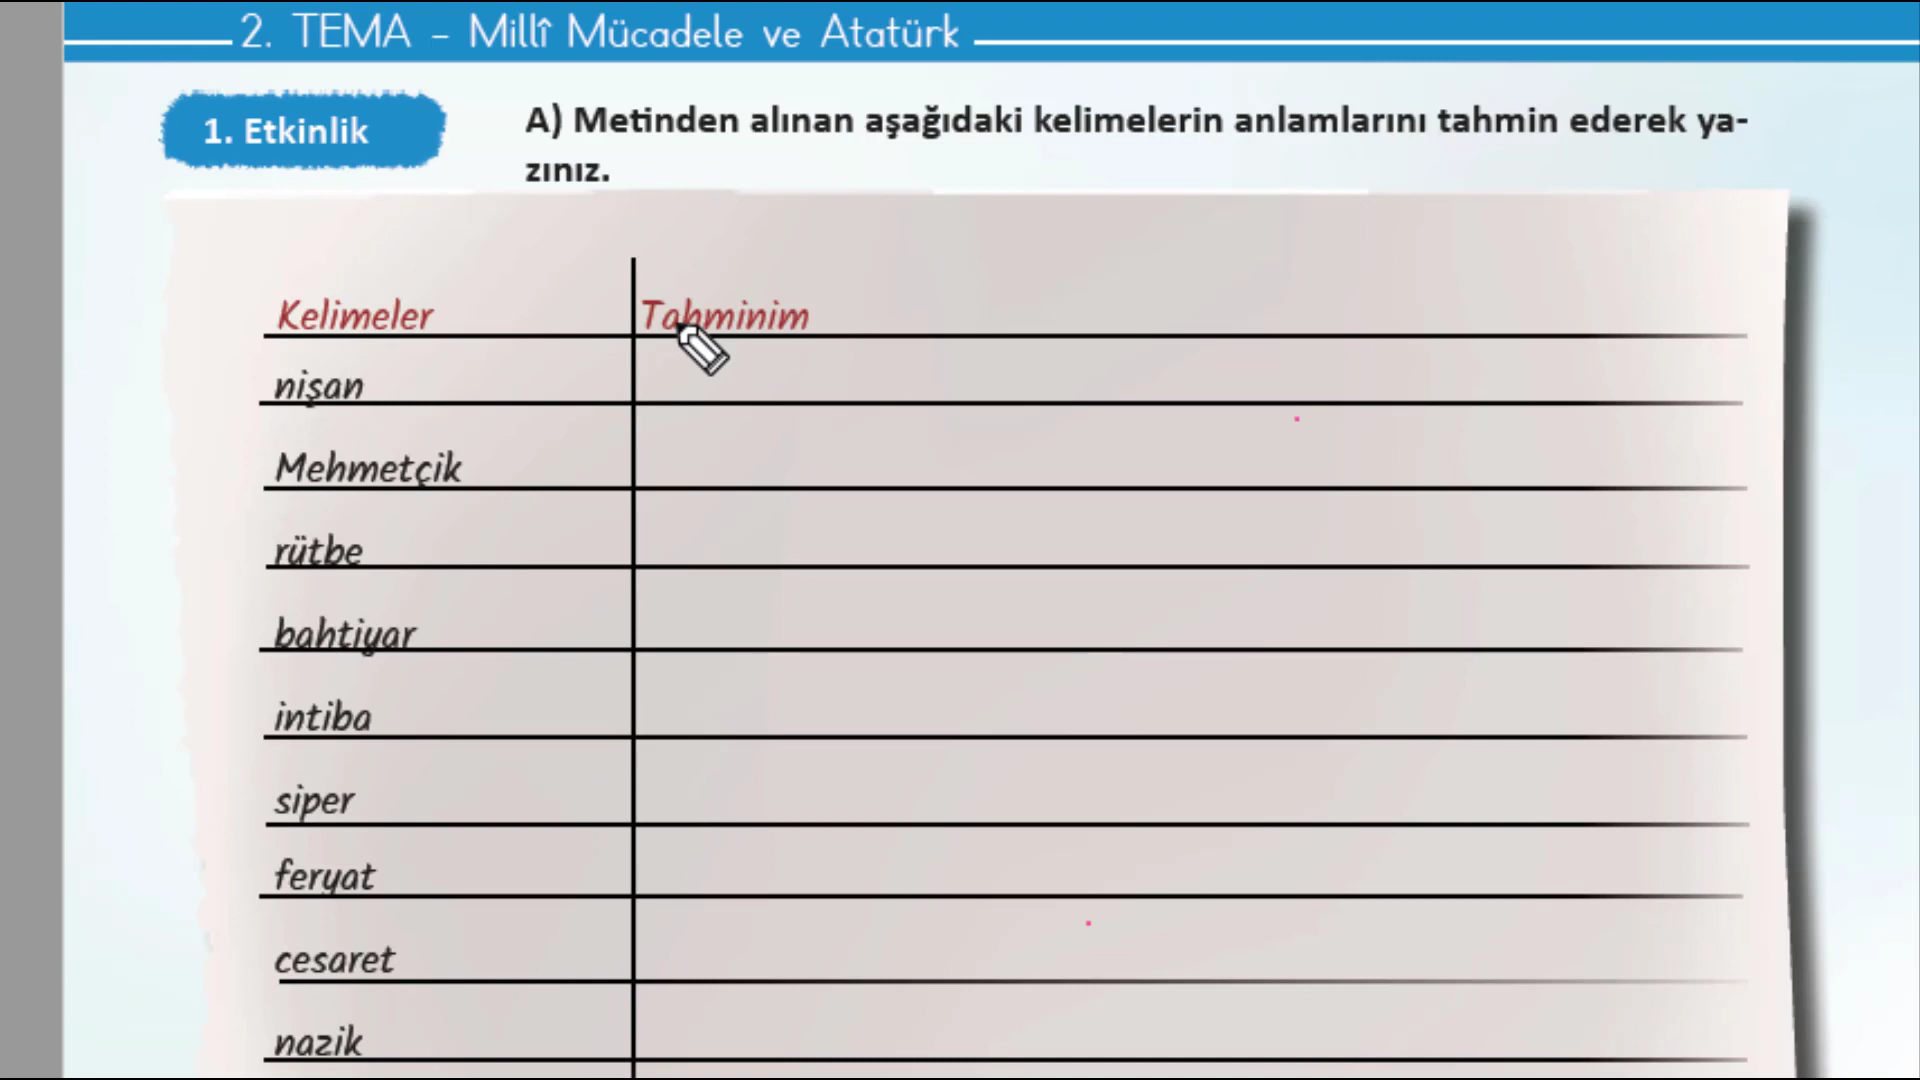 2. TEMA – Millî Mücadele ve Atatürk
1. Etkinlik
A) Metinden alınan aşağıdaki kelimelerin anlamlarını tahmin ederek ya-
zınız.
Kelimeler Tahminim
nişan
Mehmetçik
rütbe
bahtiyar
intiba
siper
feryat
cesaret
nazik